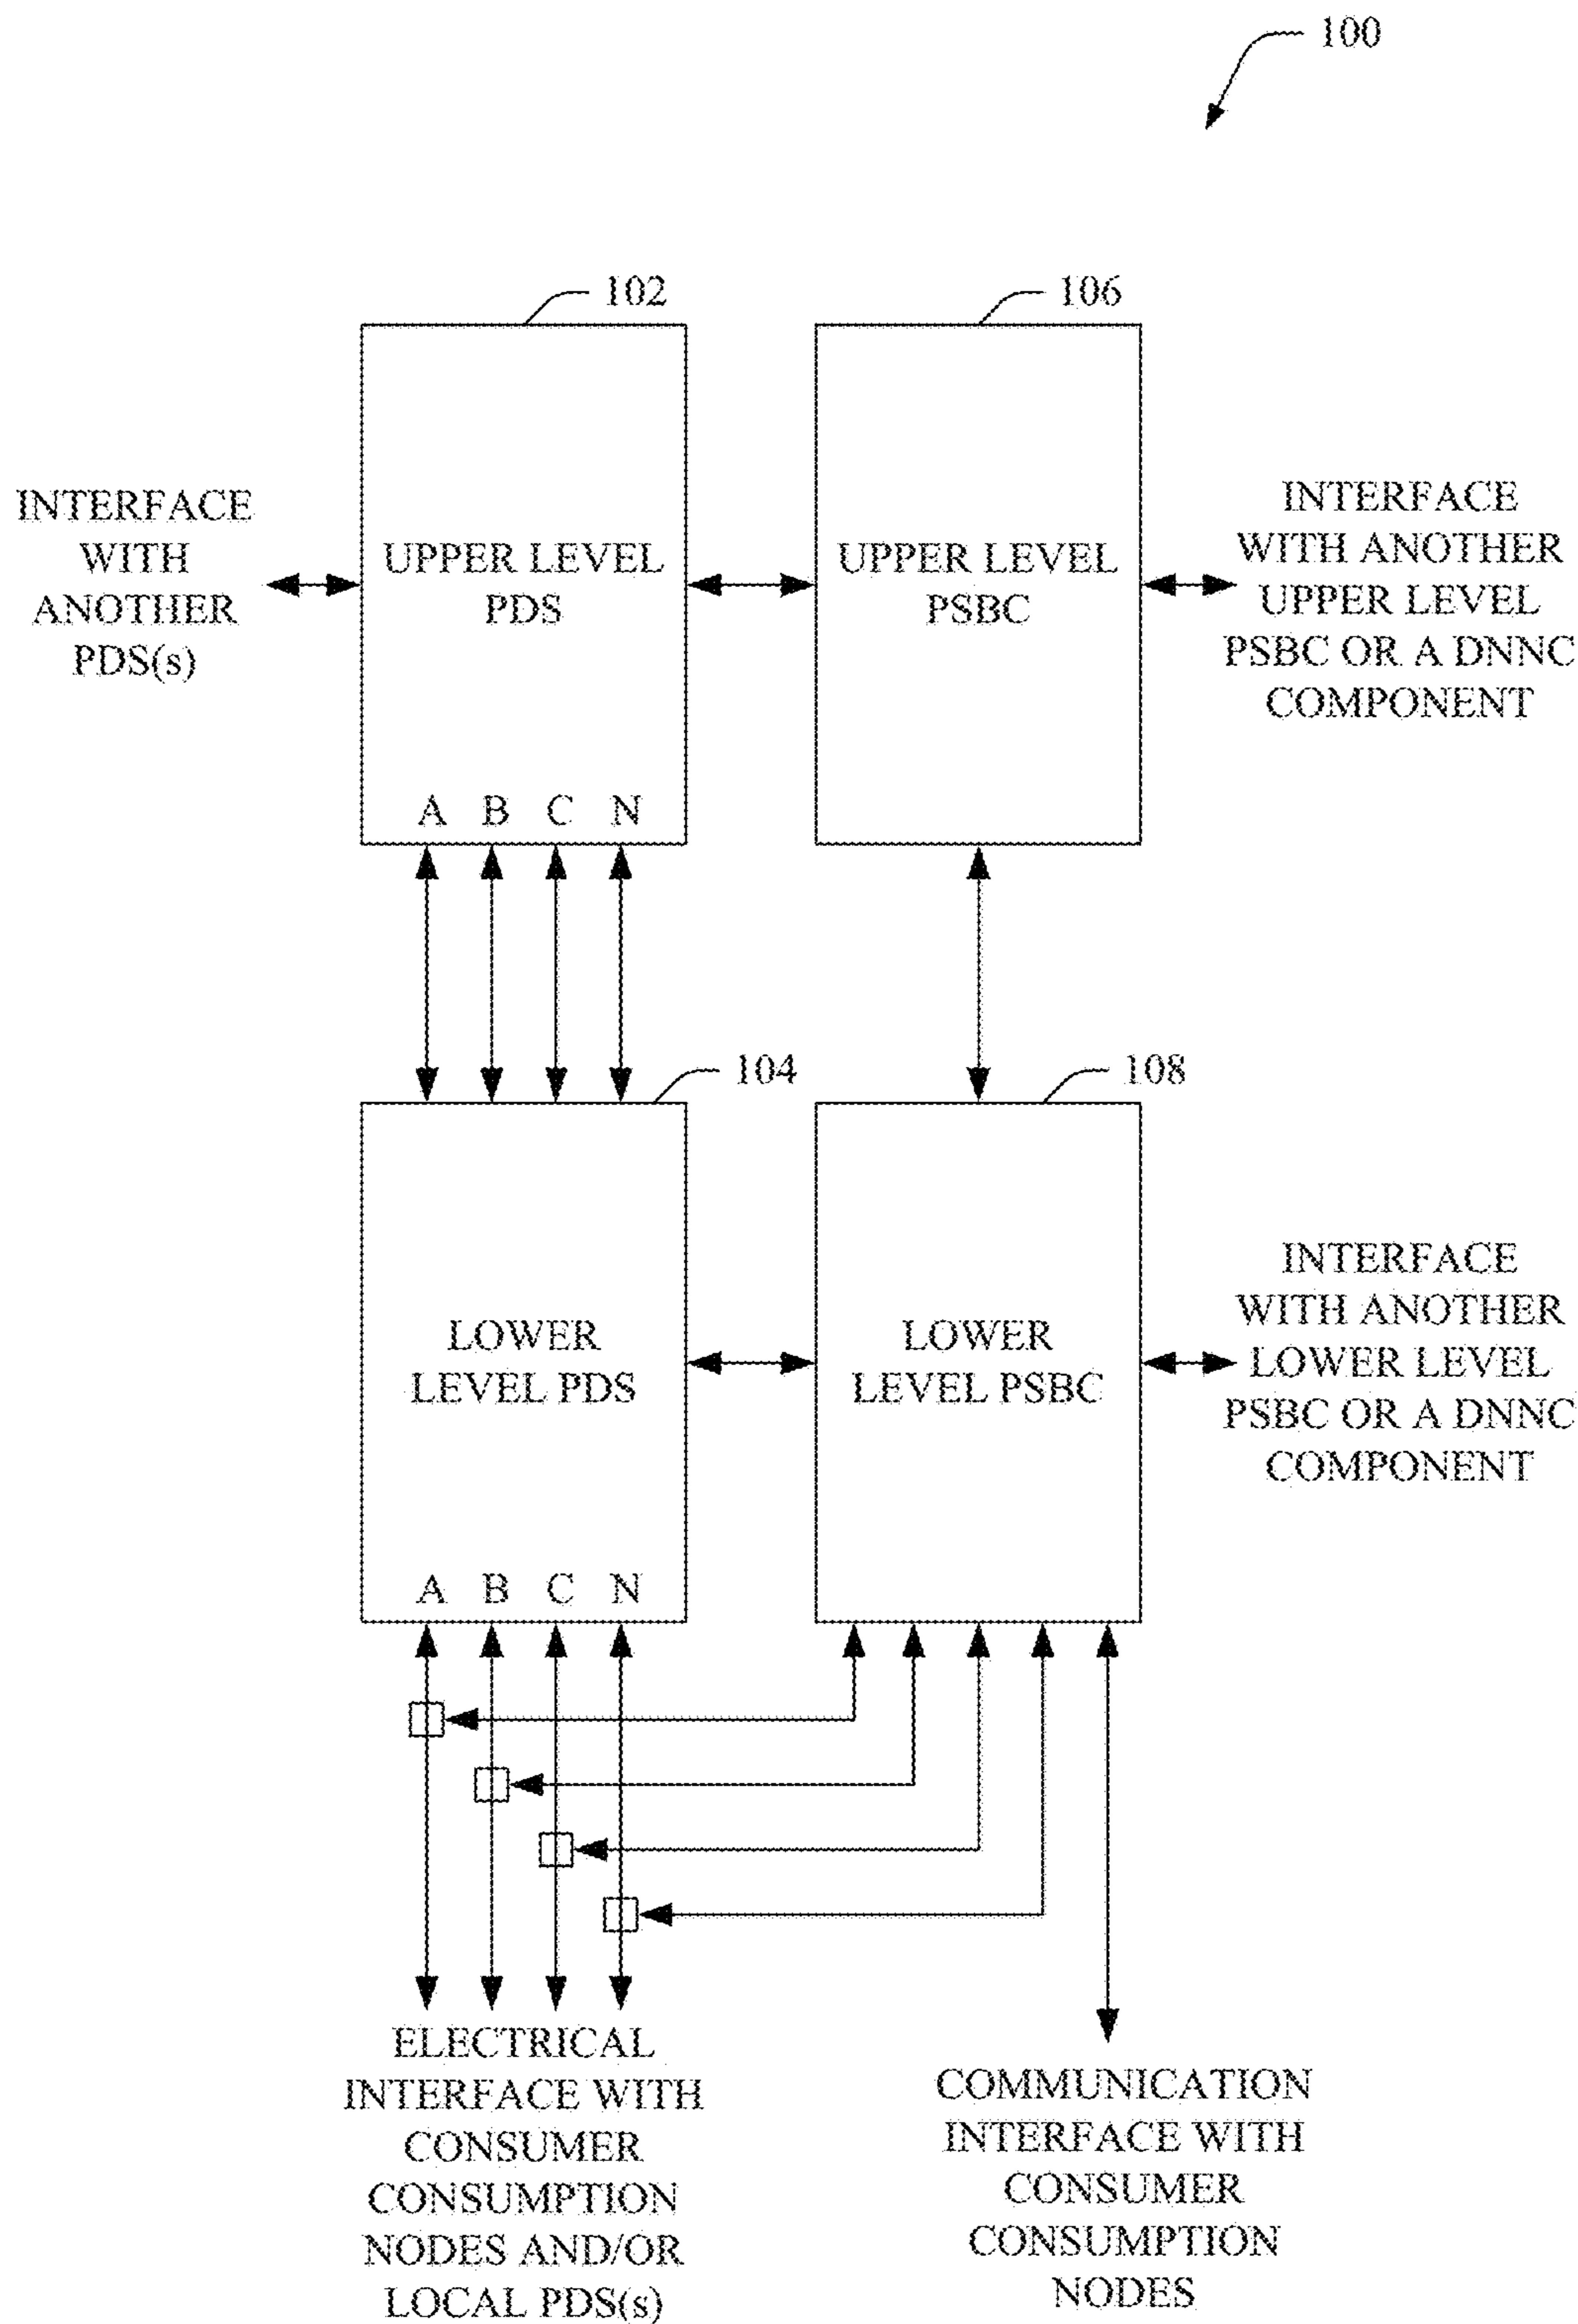 100
102
106
INTERFACE
WITH
ANOTHER
PDS(s)
UPPER LEVEL
PDS
UPPER LEVEL
PSBC
INTERFACE
WITH ANOTHER
UPPER LEVEL
PSBC OR A DNNC
COMPONENT
A B C N
104
108
LOWER
LEVEL PDS
LOWER
LEVEL PSBC
INTERFACE
WITH ANOTHER
LOWER LEVEL
PSBC OR A DNNC
COMPONENT
A B C N
ELECTRICAL
INTERFACE WITH
CONSUMER
CONSUMPTION
NODES AND/OR
LOCAL PDS(s)
COMMUNICATION
INTERFACE WITH
CONSUMER
CONSUMPTION
NODES